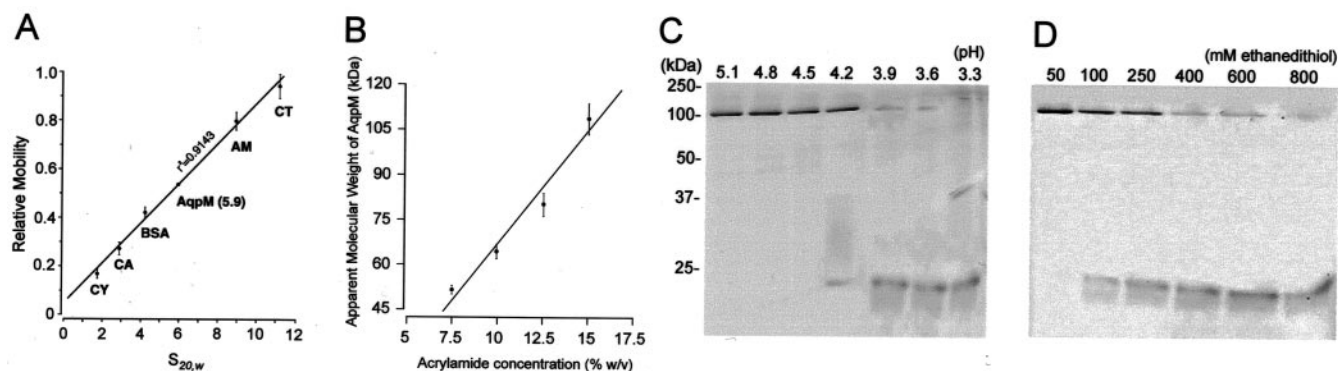 A
Relative Mobility
1.0
0.8
0.6
0.4
0.2
0
0 2 4 6 8 10 12
S20,w
r²=0.9143
CT
AM
AqpM (5.9)
BSA
CA
CY
B
Apparent Molecular Weight of AqpM (kDa)
120
105
90
75
60
45
5 7.5 10 12.5 15 17.5
Acrylamide concentration (% w/v)
C
(pH)
(kDa) 5.1 4.8 4.5 4.2 3.9 3.6 3.3
250-
100-
50-
37-
25-
D
(mM ethanedithiol)
50 100 250 400 600 800